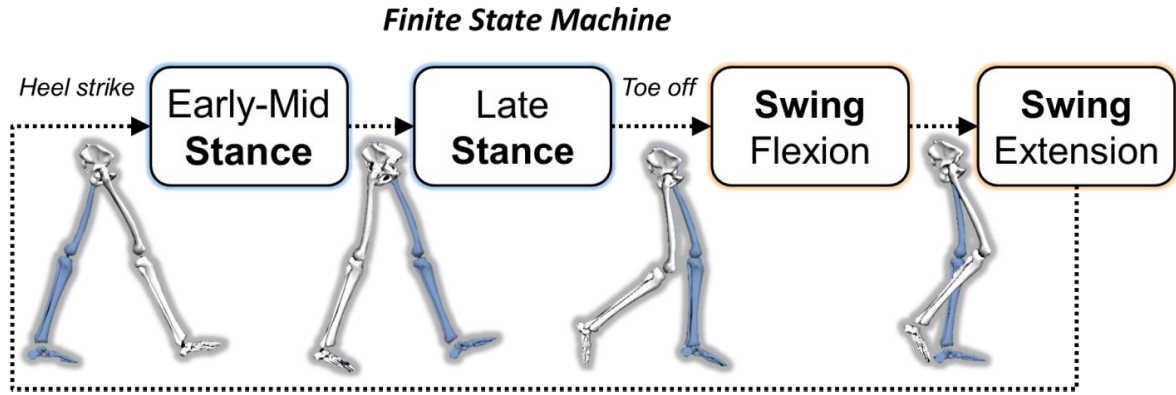 Finite State Machine
Heel strike
Early-Mid
Stance
Late
Stance
Toe off
Swing
Flexion
Swing
Extension